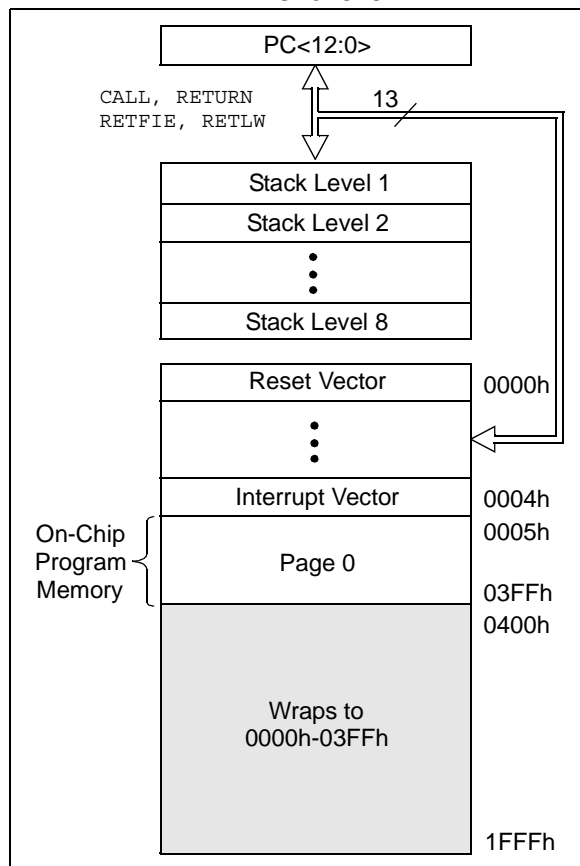 PC<12:0>
CALL, RETURN
RETFIE, RETLW
13
Stack Level 1
Stack Level 2
Stack Level 8
Reset Vector
0000h
Interrupt Vector
0004h
0005h
On-Chip
Program
Memory
Page 0
03FFh
0400h
Wraps to
0000h-03FFh
1FFFh